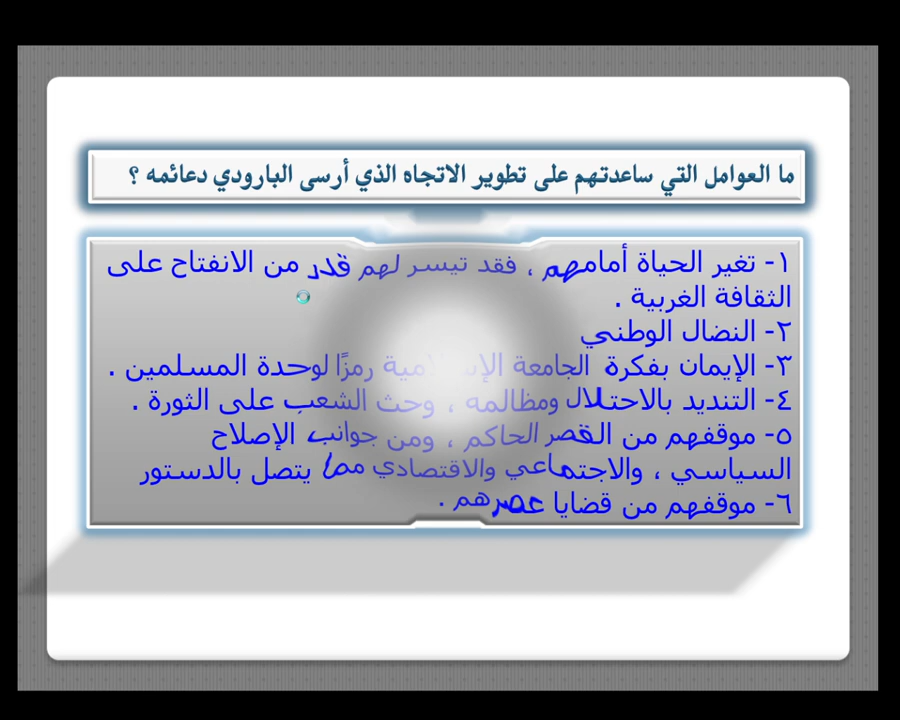 ما العوامل التي ساعدتهم على تطوير الاتجاه الذي أرسى البارودي دعائمه ؟
١- تغير الحياة أمامهم ، فقد تيسر لهم قدر من الانفتاح على
الثقافة الغربية .
٢- النضال الوطني
٣- الإيمان بفكرة الجامعة الإسلامية رمزًا لوحدة المسلمين .
٤- التنديد بالاحتلال ومظالمه ، وحث الشعب على الثورة .
٥- موقفهم من القصر الحاكم ، ومن جوانب الإصلاح
السياسي ، والاجتماعي والاقتصادي مما يتصل بالدستور
٦- موقفهم من قضايا عصرهم .